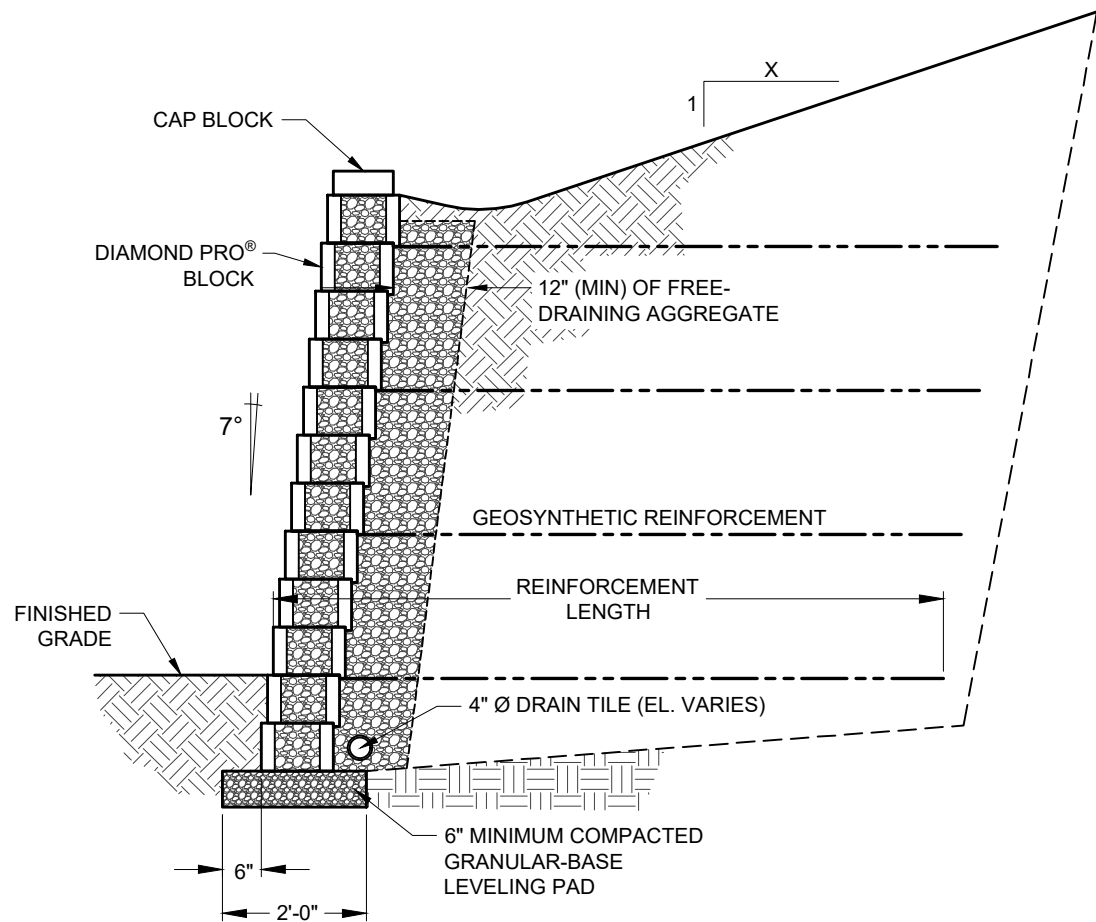 X
1
CAP BLOCK
DIAMOND PRO®
BLOCK
12" (MIN) OF FREE-
DRAINING AGGREGATE
7°
GEOSYNTHETIC REINFORCEMENT
REINFORCEMENT
LENGTH
FINISHED
GRADE
4" Ø DRAIN TILE (EL. VARIES)
6" MINIMUM COMPACTED
GRANULAR-BASE
LEVELING PAD
6"
2'-0"